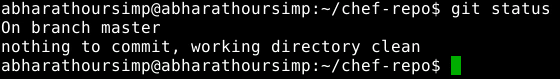 abharathoursimp@abharathoursimp:~/chef-repo$ git status
On branch master
nothing to commit, working directory clean
abharathoursimp@abharathoursimp:~/chef-repo$